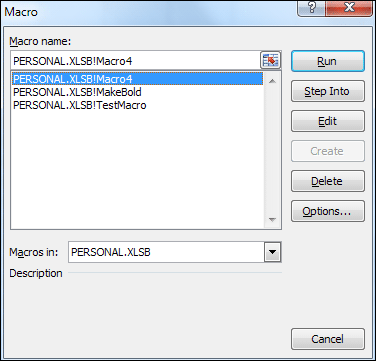 Macro
Macro name:
PERSONAL.XLSB!Macro4
Run
PERSONAL.XLSB!Macro4
PERSONAL.XLSB!MakeBold
PERSONAL.XLSB!TestMacro
Step Into
Edit
Create
Delete
Options...
Macros in: PERSONAL.XLSB
Description
Cancel